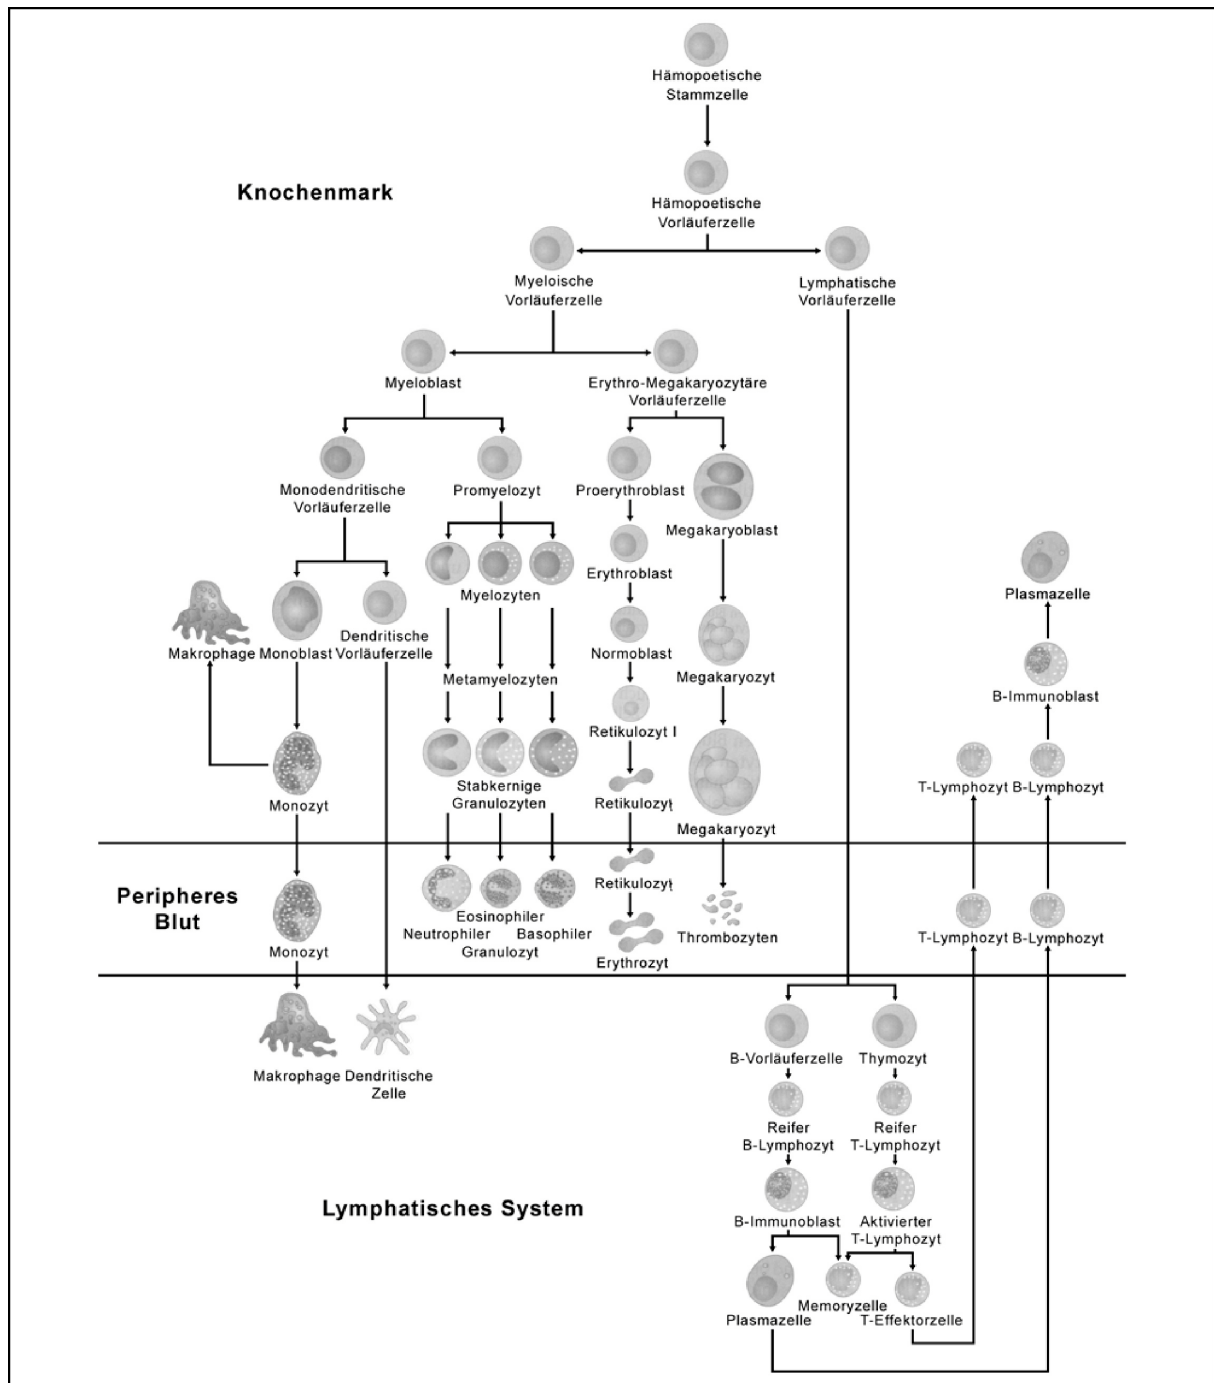 Hämopoetische
Stammzelle
Knochenmark
Hämopoetische
Vorläuferzelle
Myeloische
Vorläuferzelle
Lymphatische
Vorläuferzelle
Myeloblast
Erythro-Megakaryozytäre
Vorläuferzelle
Monodendritische
Vorläuferzelle
Promyelozyt
Proerythroblast
Megakaryoblast
Myelozyten
Erythroblast
Plasmazelle
Makrophage
Monoblast
Dendritische
Vorläuferzelle
Normoblast
Metamyelozyten
Megakaryozyt
B-Immunoblast
Retikulozyt I
Monozyt
Stabkernige
Granulozyten
Retikulozyt
Megakaryozyt
T-Lymphozyt
B-Lymphozyt
Peripheres
Blut
Monozyt
Eosinophiler
Neutrophiler
Basophiler
Granulozyt
Retikulozyt
Erythrozyt
Thrombozyten
T-Lymphozyt
B-Lymphozyt
Makrophage
Dendritische
Zelle
B-Vorläuferzelle
Thymozyt
Reifer
B-Lymphozyt
Reifer
T-Lymphozyt
Lymphatisches System
B-Immunoblast
Aktivierter
T-Lymphozyt
Plasmazelle
Memoryzelle
T-Effektorzelle